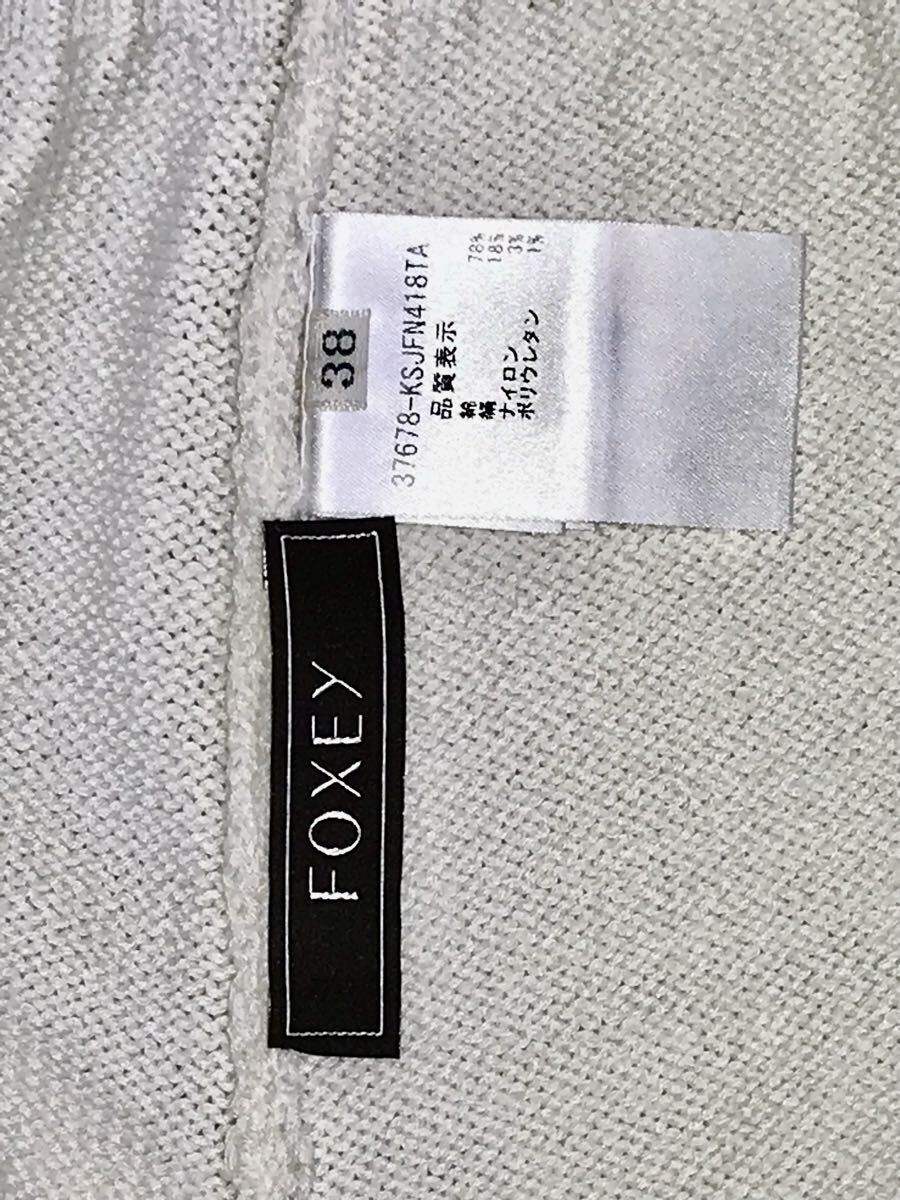 38
37678-KSJFN418TA
品質表示
綿 78%
絹 18%
ナイロン 3%
ポリウレタン 1%
FOXEY